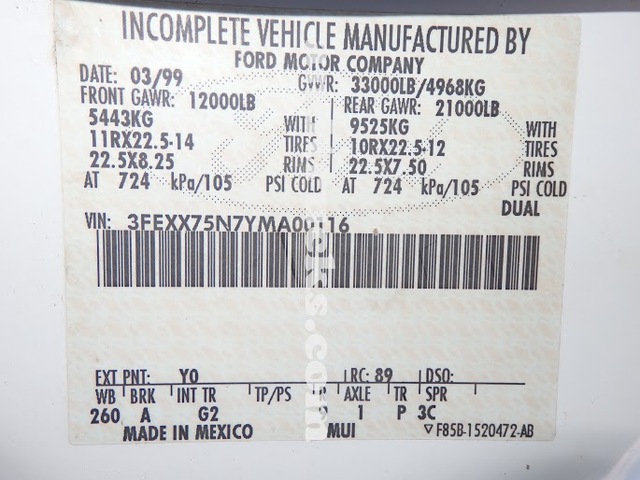 INCOMPLETE VEHICLE MANUFACTURED BY
FORD MOTOR COMPANY
DATE: 03/99 GVWR: 33000LB/4968KG
FRONT GAWR: 12000LB REAR GAWR: 21000LB
5443KG WITH 9525KG WITH
11RX22.5-14 TIRES 10RX22.5-12 TIRES
22.5X8.25 RIMS 22.5X7.50 RIMS
AT 724 kPa/105 PSI COLD AT 724 kPa/105 PSI COLD
DUAL
VIN:
EXT PNT: YO RC: 89 DSO:
WB BRK INT TR TP/PS R AXLE TR SPR
260 A G2 1 P 3C
MADE IN MEXICO MUI ▽F85B-1520472-AB